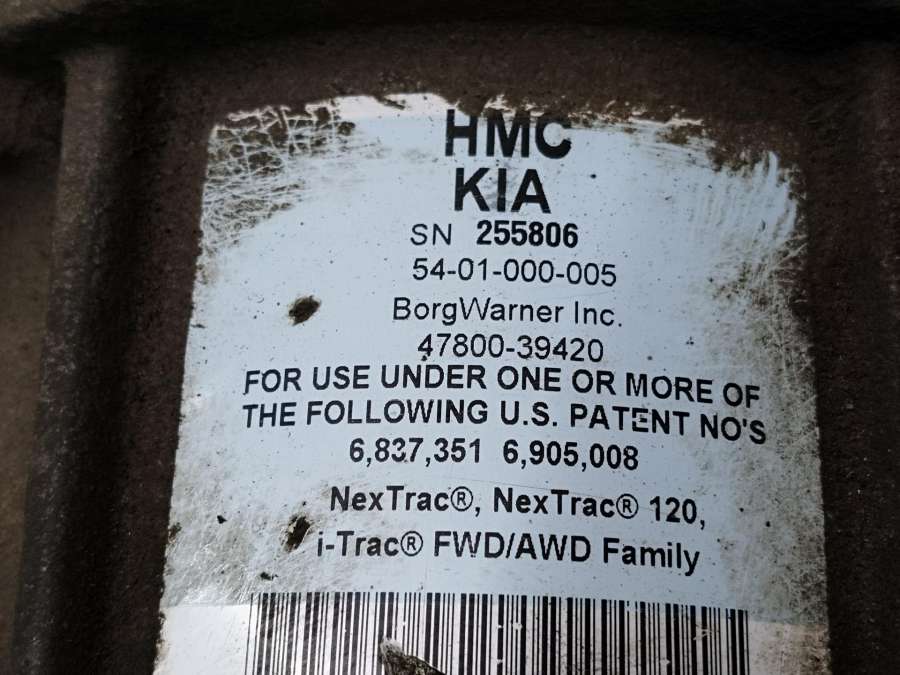 HMC
KIA
SN 255806
54-01-000-005
BorgWarner Inc.
47800-39420
FOR USE UNDER ONE OR MORE OF
THE FOLLOWING U.S. PATENT NO'S
6,837,351 6,905,008
NexTrac®, NexTrac® 120,
i-Trac® FWD/AWD Family